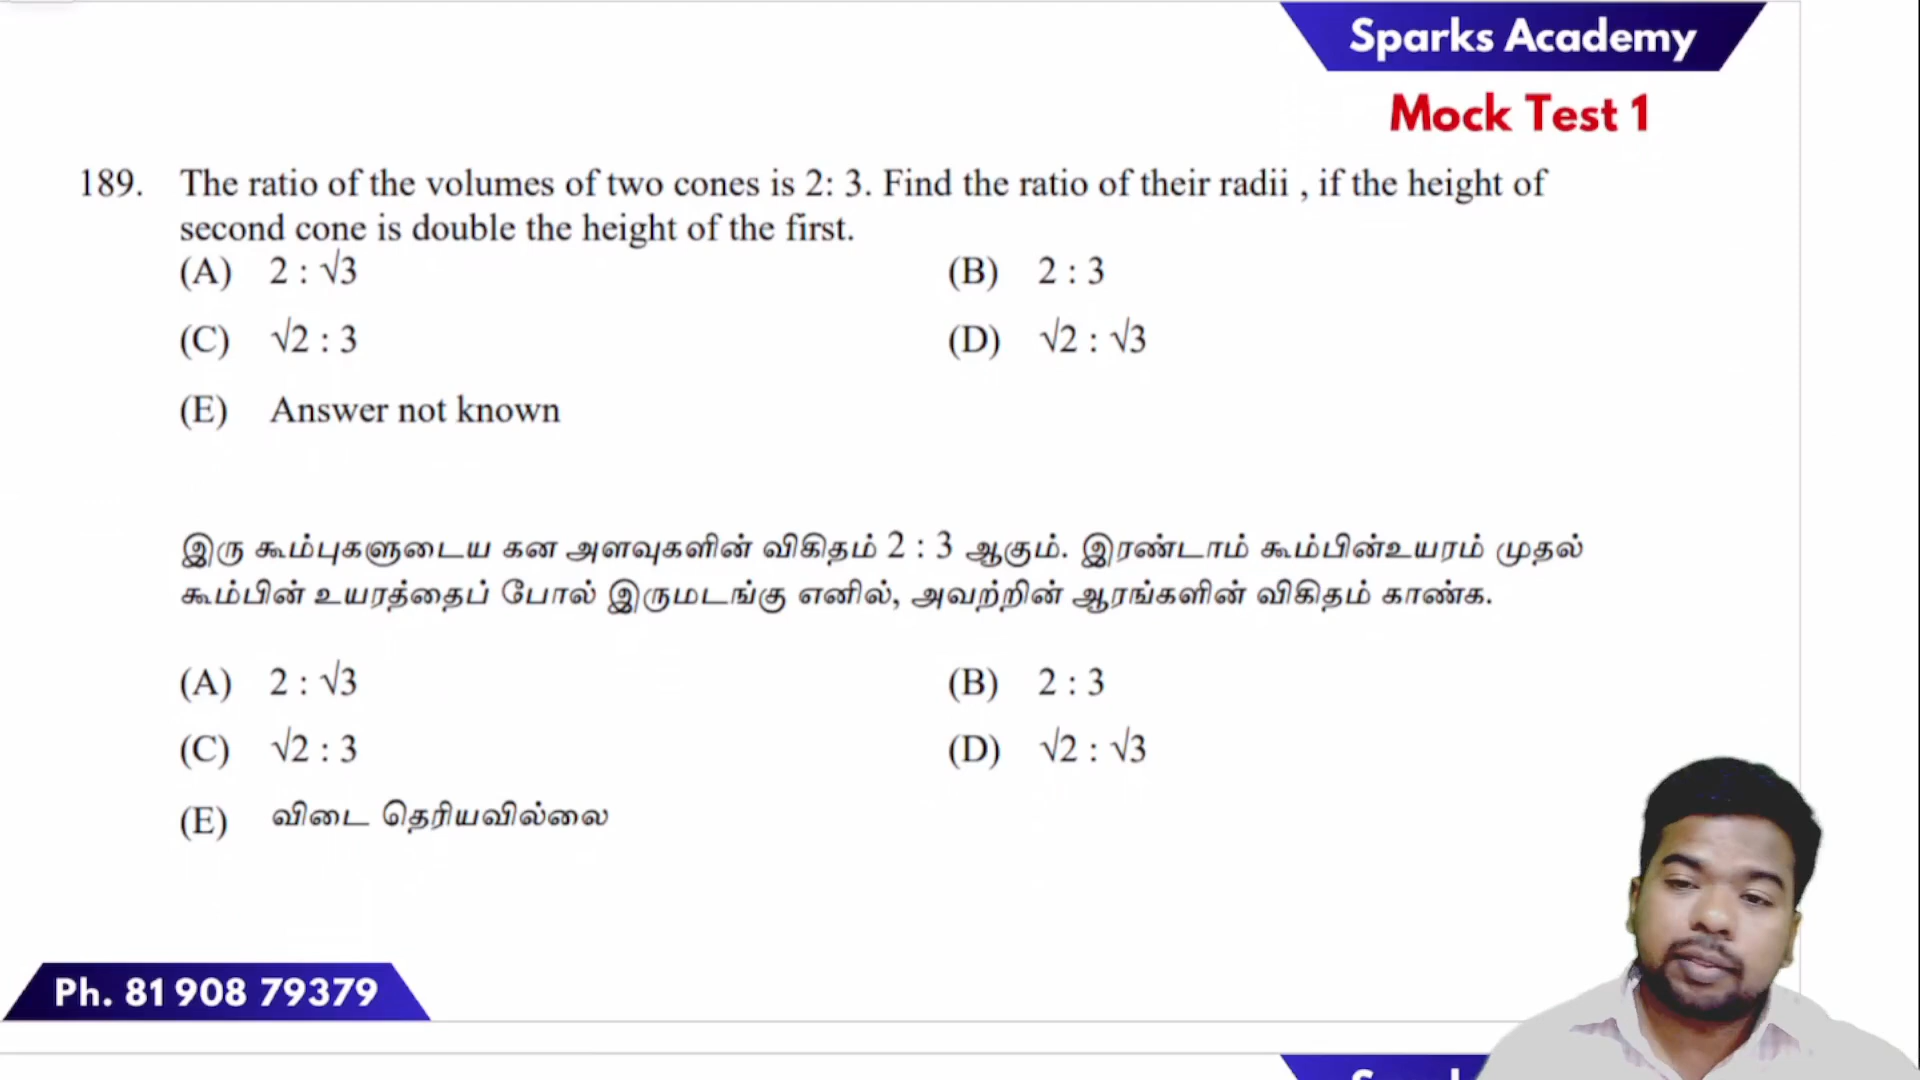 Sparks Academy
Mock Test 1
189. The ratio of the volumes of two cones is 2: 3. Find the ratio of their radii , if the height of
second cone is double the height of the first.
(A) 2 : √3 (B) 2 : 3
(C) √2 : 3 (D) √2 : √3
(E) Answer not known
இரு கூம்புகளுடைய கன அளவுகளின் விகிதம் 2 : 3 ஆகும். இரண்டாம் கூம்பின்உயரம் முதல்
கூம்பின் உயரத்தைப் போல் இருமடங்கு எனில், அவற்றின் ஆரங்களின் விகிதம் காண்க.
(A) 2 : √3 (B) 2 : 3
(C) √2 : 3 (D) √2 : √3
(E) விடை தெரியவில்லை
Ph. 81 908 79379